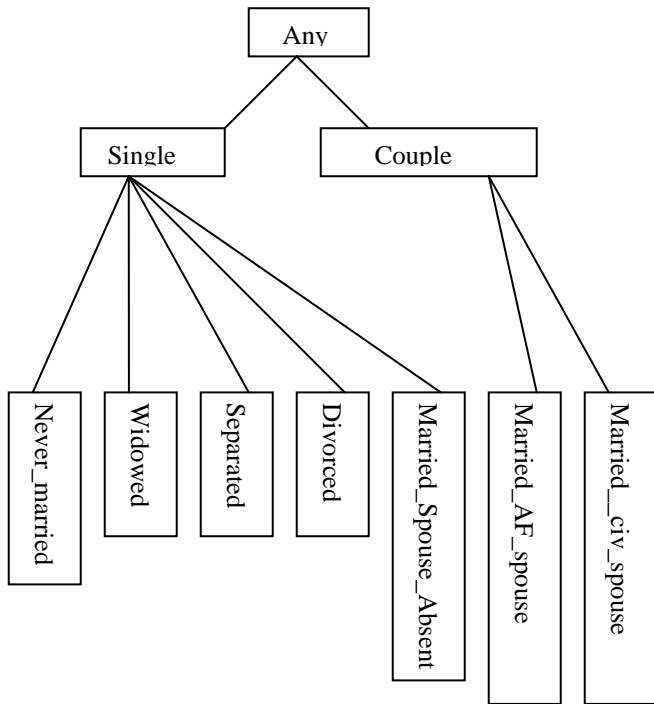 Any
Single
Couple
Never_married
Widowed
Separated
Divorced
Married_Spouse_Absent
Married_AF_spouse
Married__civ_spouse